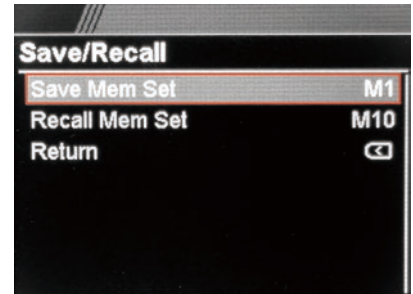 Save/Recall
Save Mem Set M1
Recall Mem Set M10
Return